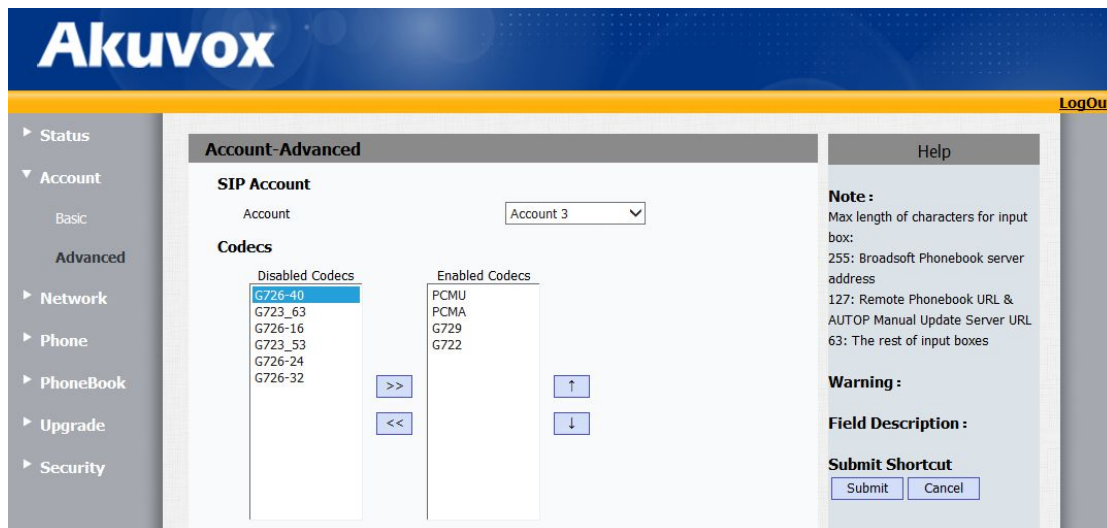 Akuvox
LogOu
Status
Account
Basic
Advanced
Network
Phone
PhoneBook
Upgrade
Security
Account-Advanced
SIP Account
Account Account 3
Codecs
Disabled Codecs Enabled Codecs
G726-40 PCMU
G723_63 PCMA
G726-16 G729
G723_53 G722
G726-24
G726-32
>> ↑
<< ↓
Help
Note :
Max length of characters for input
box:
255: Broadsoft Phonebook server
address
127: Remote Phonebook URL &
AUTOP Manual Update Server URL
63: The rest of input boxes
Warning :
Field Description :
Submit Shortcut
Submit Cancel